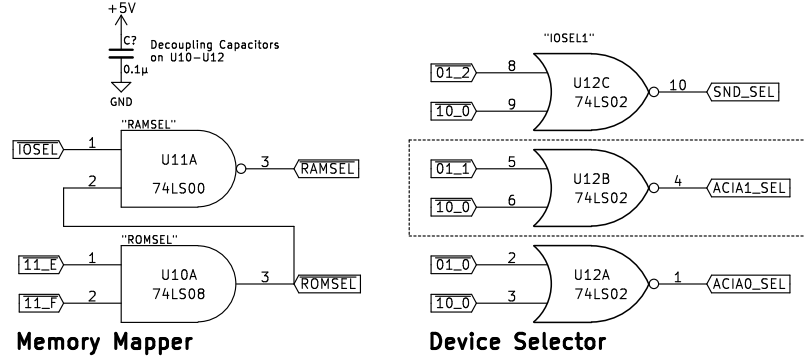 +5V
C?
0.1µ
Decoupling Capacitors
on U10-U12
GND
"RAMSEL"
IOSEL
1
2
U11A
74LS00
3
RAMSEL
"ROMSEL"
11_E
1
11_F
2
U10A
74LS08
3
ROMSEL
Memory Mapper
"IOSEL1"
01_2
8
10_0
9
U12C
74LS02
10
SND_SEL
01_1
5
10_0
6
U12B
74LS02
4
ACIA1_SEL
01_0
2
10_0
3
U12A
74LS02
1
ACIA0_SEL
Device Selector